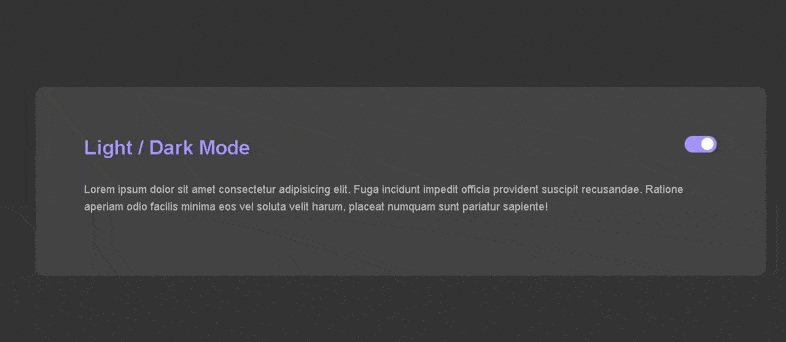 Light / Dark Mode
Lorem ipsum dolor sit amet consectetur adipisicing elit. Fuga incidunt impedit officia provident suscipit recusandae. Ratione
aperiam odio facilis minima eos vel soluta velit harum, placeat numquam sunt pariatur sapiente!